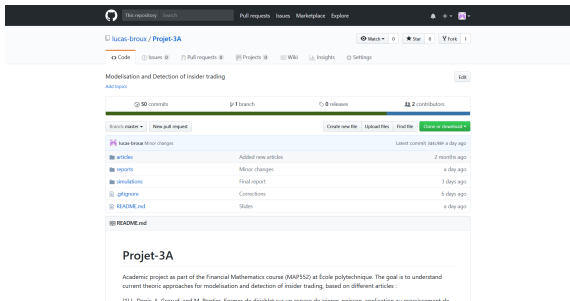 This repository Search Pull requests Issues Marketplace Explore
lucas-broux / Projet-3A Watch 0 Star 0 Fork 1
Code Issues 0 Pull requests 0 Projects 0 Wiki Insights Settings
Modelisation and Detection of insider trading Edit
Add topics
50 commits 1 branch 0 releases 2 contributors
Branch: master New pull request Create new file Upload files Find file Clone or download
lucas-broux Minor changes Latest commit a day ago
articles Added new articles 2 months ago
reports Minor changes a day ago
simulations Final report 3 days ago
.gitignore Corrections 6 days ago
README.md Slides a day ago
README.md
Projet-3A
Academic project as part of the Financial Mathematics course (MAP552) at École polytechnique. The goal is to understand
current theoric approaches for modelisation and detection of insider trading, based on different articles :